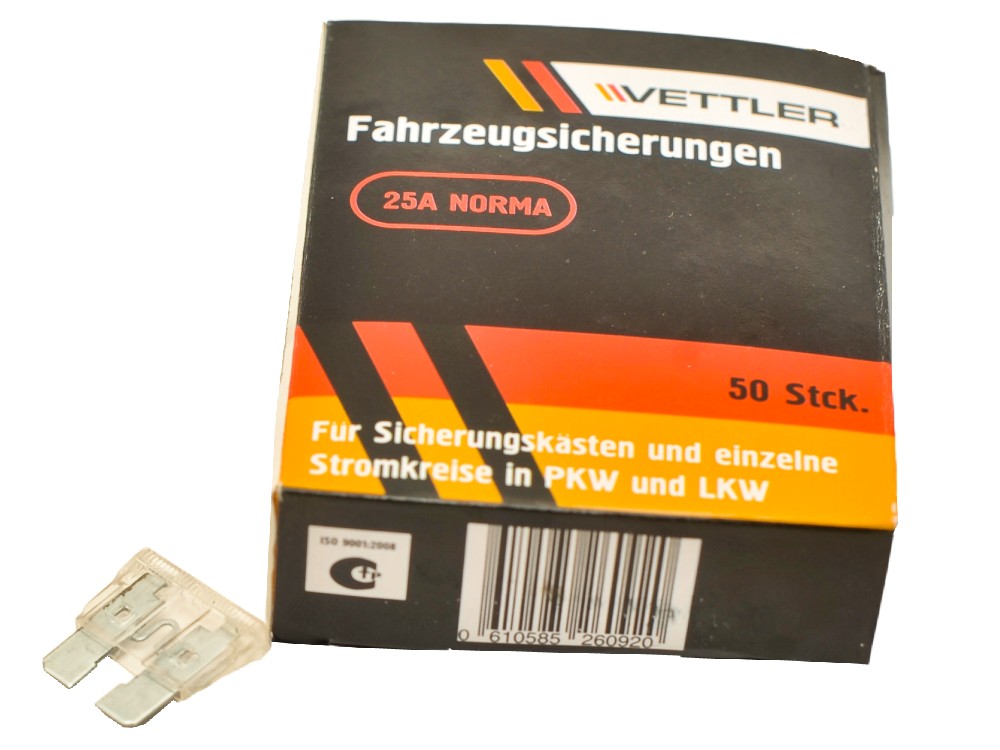 VETTLER
Fahrzeugsicherungen
25A NORMA
50 Stck.
Für Sicherungskästen und einzelne
Stromkreise in PKW und LKW
ISO 9001:2008
0 610585 260920